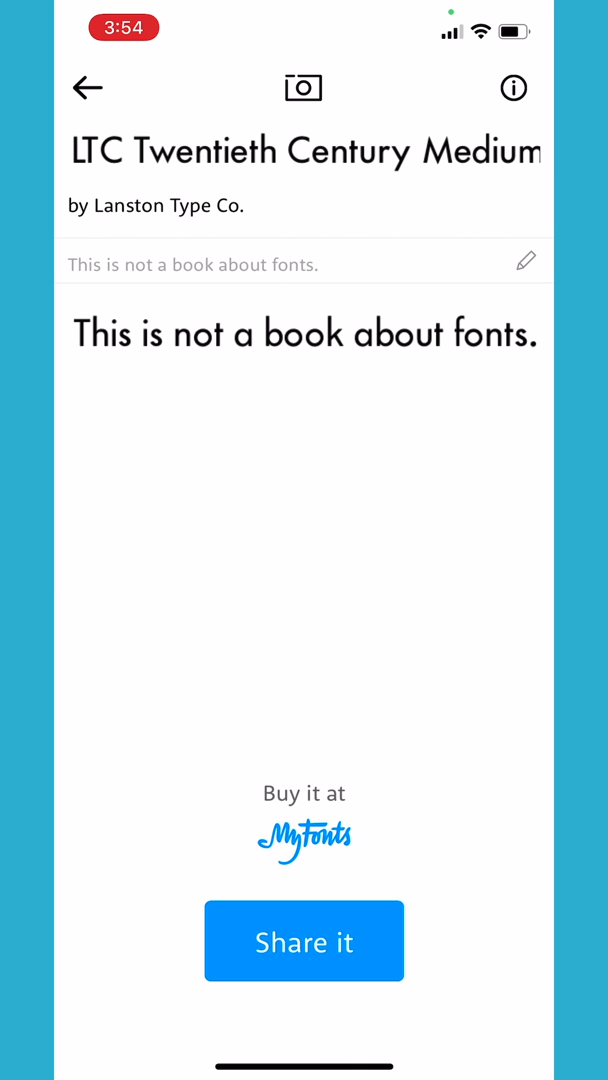 3:54
LTC Twentieth Century Medium
by Lanston Type Co.
This is not a book about fonts.
This is not a book about fonts.
Buy it at
MyFonts
Share it